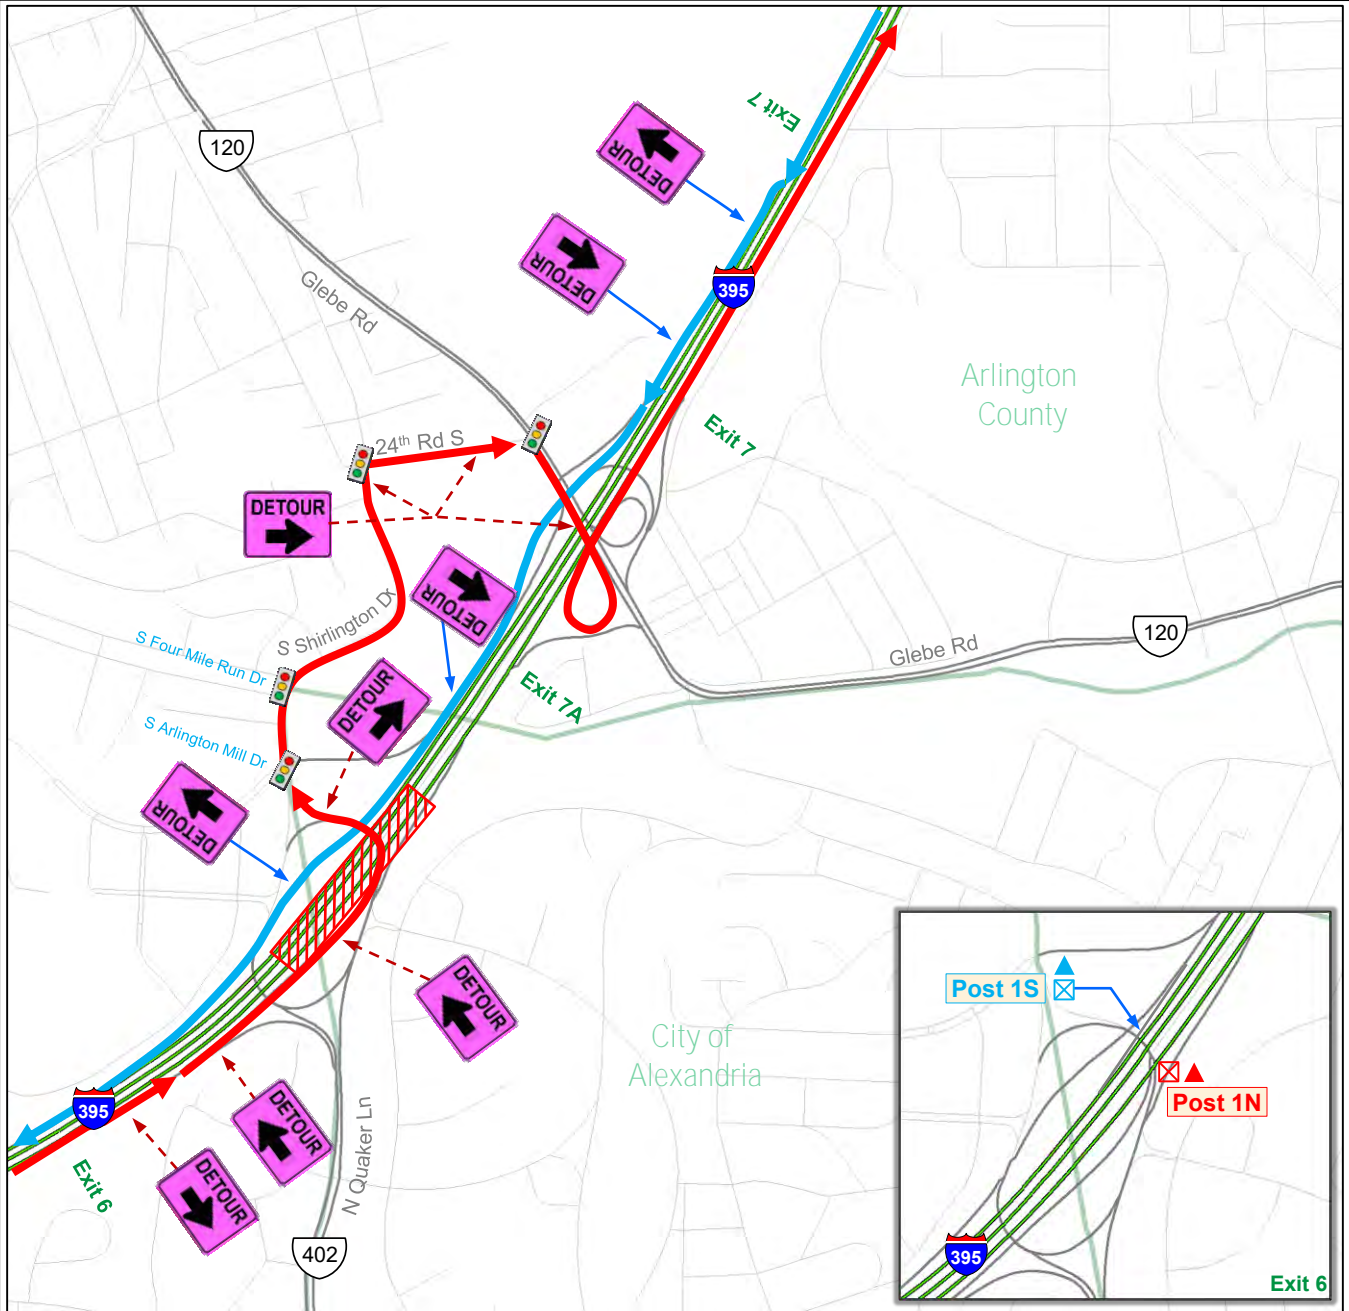 120
Exit 7
DETOUR
DETOUR
395
Glebe Rd
Arlington
County
Exit 7
24th Rd S
DETOUR
DETOUR
S Shirlington Dr
S Four Mile Run Dr
120
Glebe Rd
DETOUR
Exit 7A
S Arlington Mill Dr
DETOUR
DETOUR
City of
Alexandria
395
DETOUR
DETOUR
N Quaker Ln
Exit 6
402
Post 1S
Post 1N
395
Exit 6